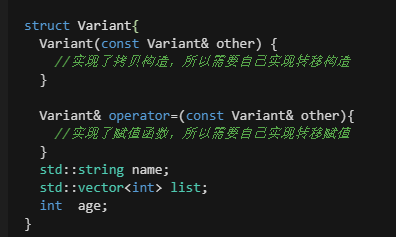 struct Variant{
Variant(const Variant& other) {
//实现了拷贝构造，所以需要自己实现转移构造
}
Variant& operator=(const Variant& other){
//实现了赋值函数，所以需要自己实现转移赋值
}
std::string name;
std::vector<int> list;
int  age;
}